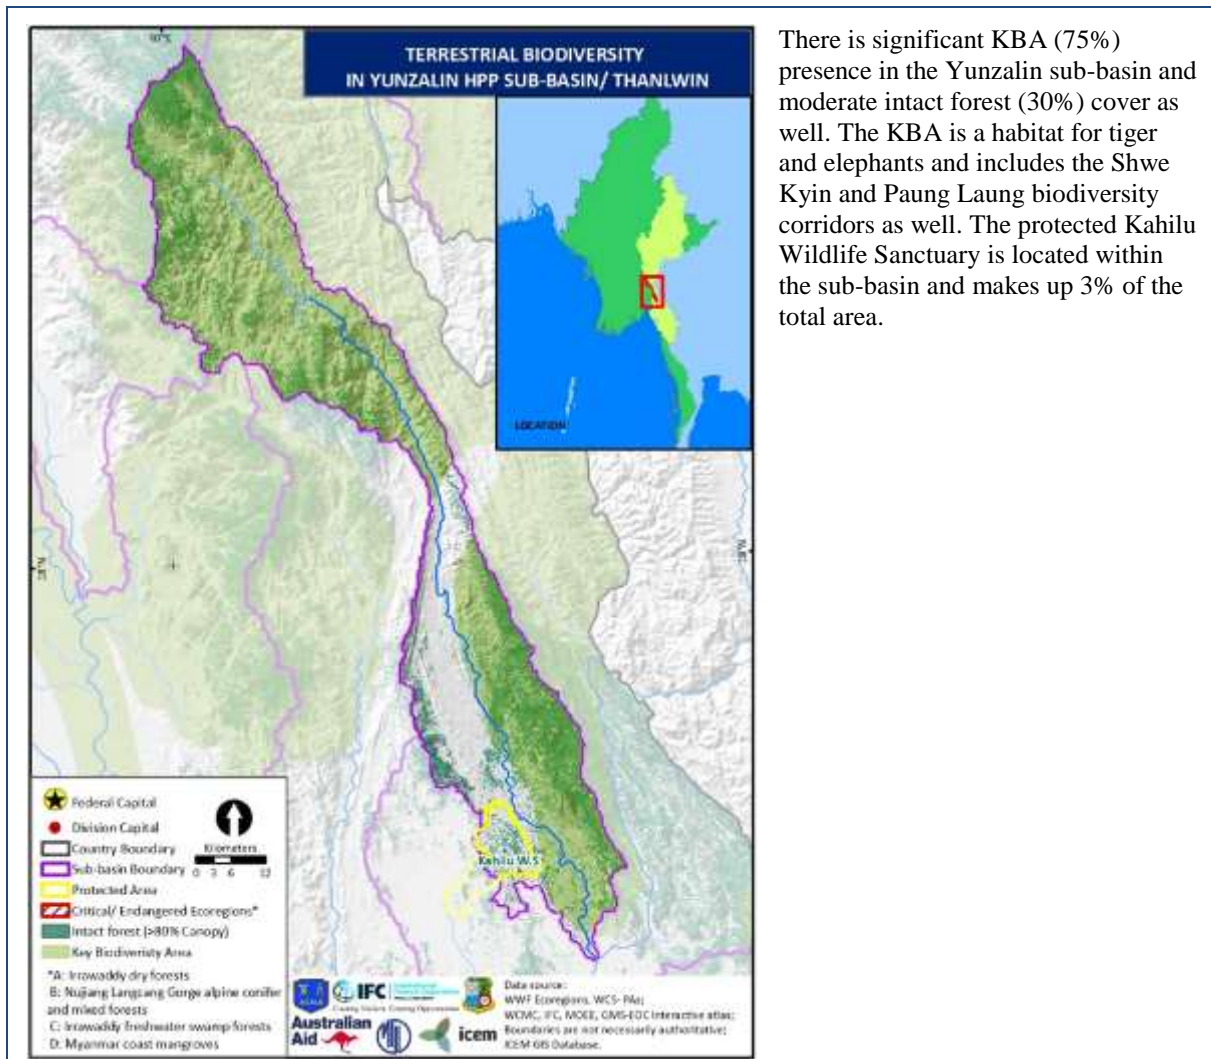 TERRESTRIAL BIODIVERSITY
IN YUNZALIN HPP SUB-BASIN/ THANLWIN
LOCATION
Kahilu W.S
Federal Capital
Division Capital
Country Boundary
Kilometers
Sub-basin Boundary
0 3 6 12
Protected Area
Critical/ Endangered Ecoregions*
Intact forest (>80% Canopy)
Key Biodiveristy Area
*A: Irrawaddy dry forests
B: Nujiang Langcang Gorge alpine conifer
and mixed forests
C: Irrawaddy freshwater swamp forests
D: Myanmar coast mangroves
IFC
Australian
Aid
icem
Data source:
WWF Ecoregions, WCS- PAs;
WCMC, IFC, MOEE, GMS-EOC Interactive atlas;
Boundaries are not necessarily authoritative;
ICEM GIS Database.
There is significant KBA (75%)
presence in the Yunzalin sub-basin and
moderate intact forest (30%) cover as
well. The KBA is a habitat for tiger
and elephants and includes the Shwe
Kyin and Paung Laung biodiversity
corridors as well. The protected Kahilu
Wildlife Sanctuary is located within
the sub-basin and makes up 3% of the
total area.